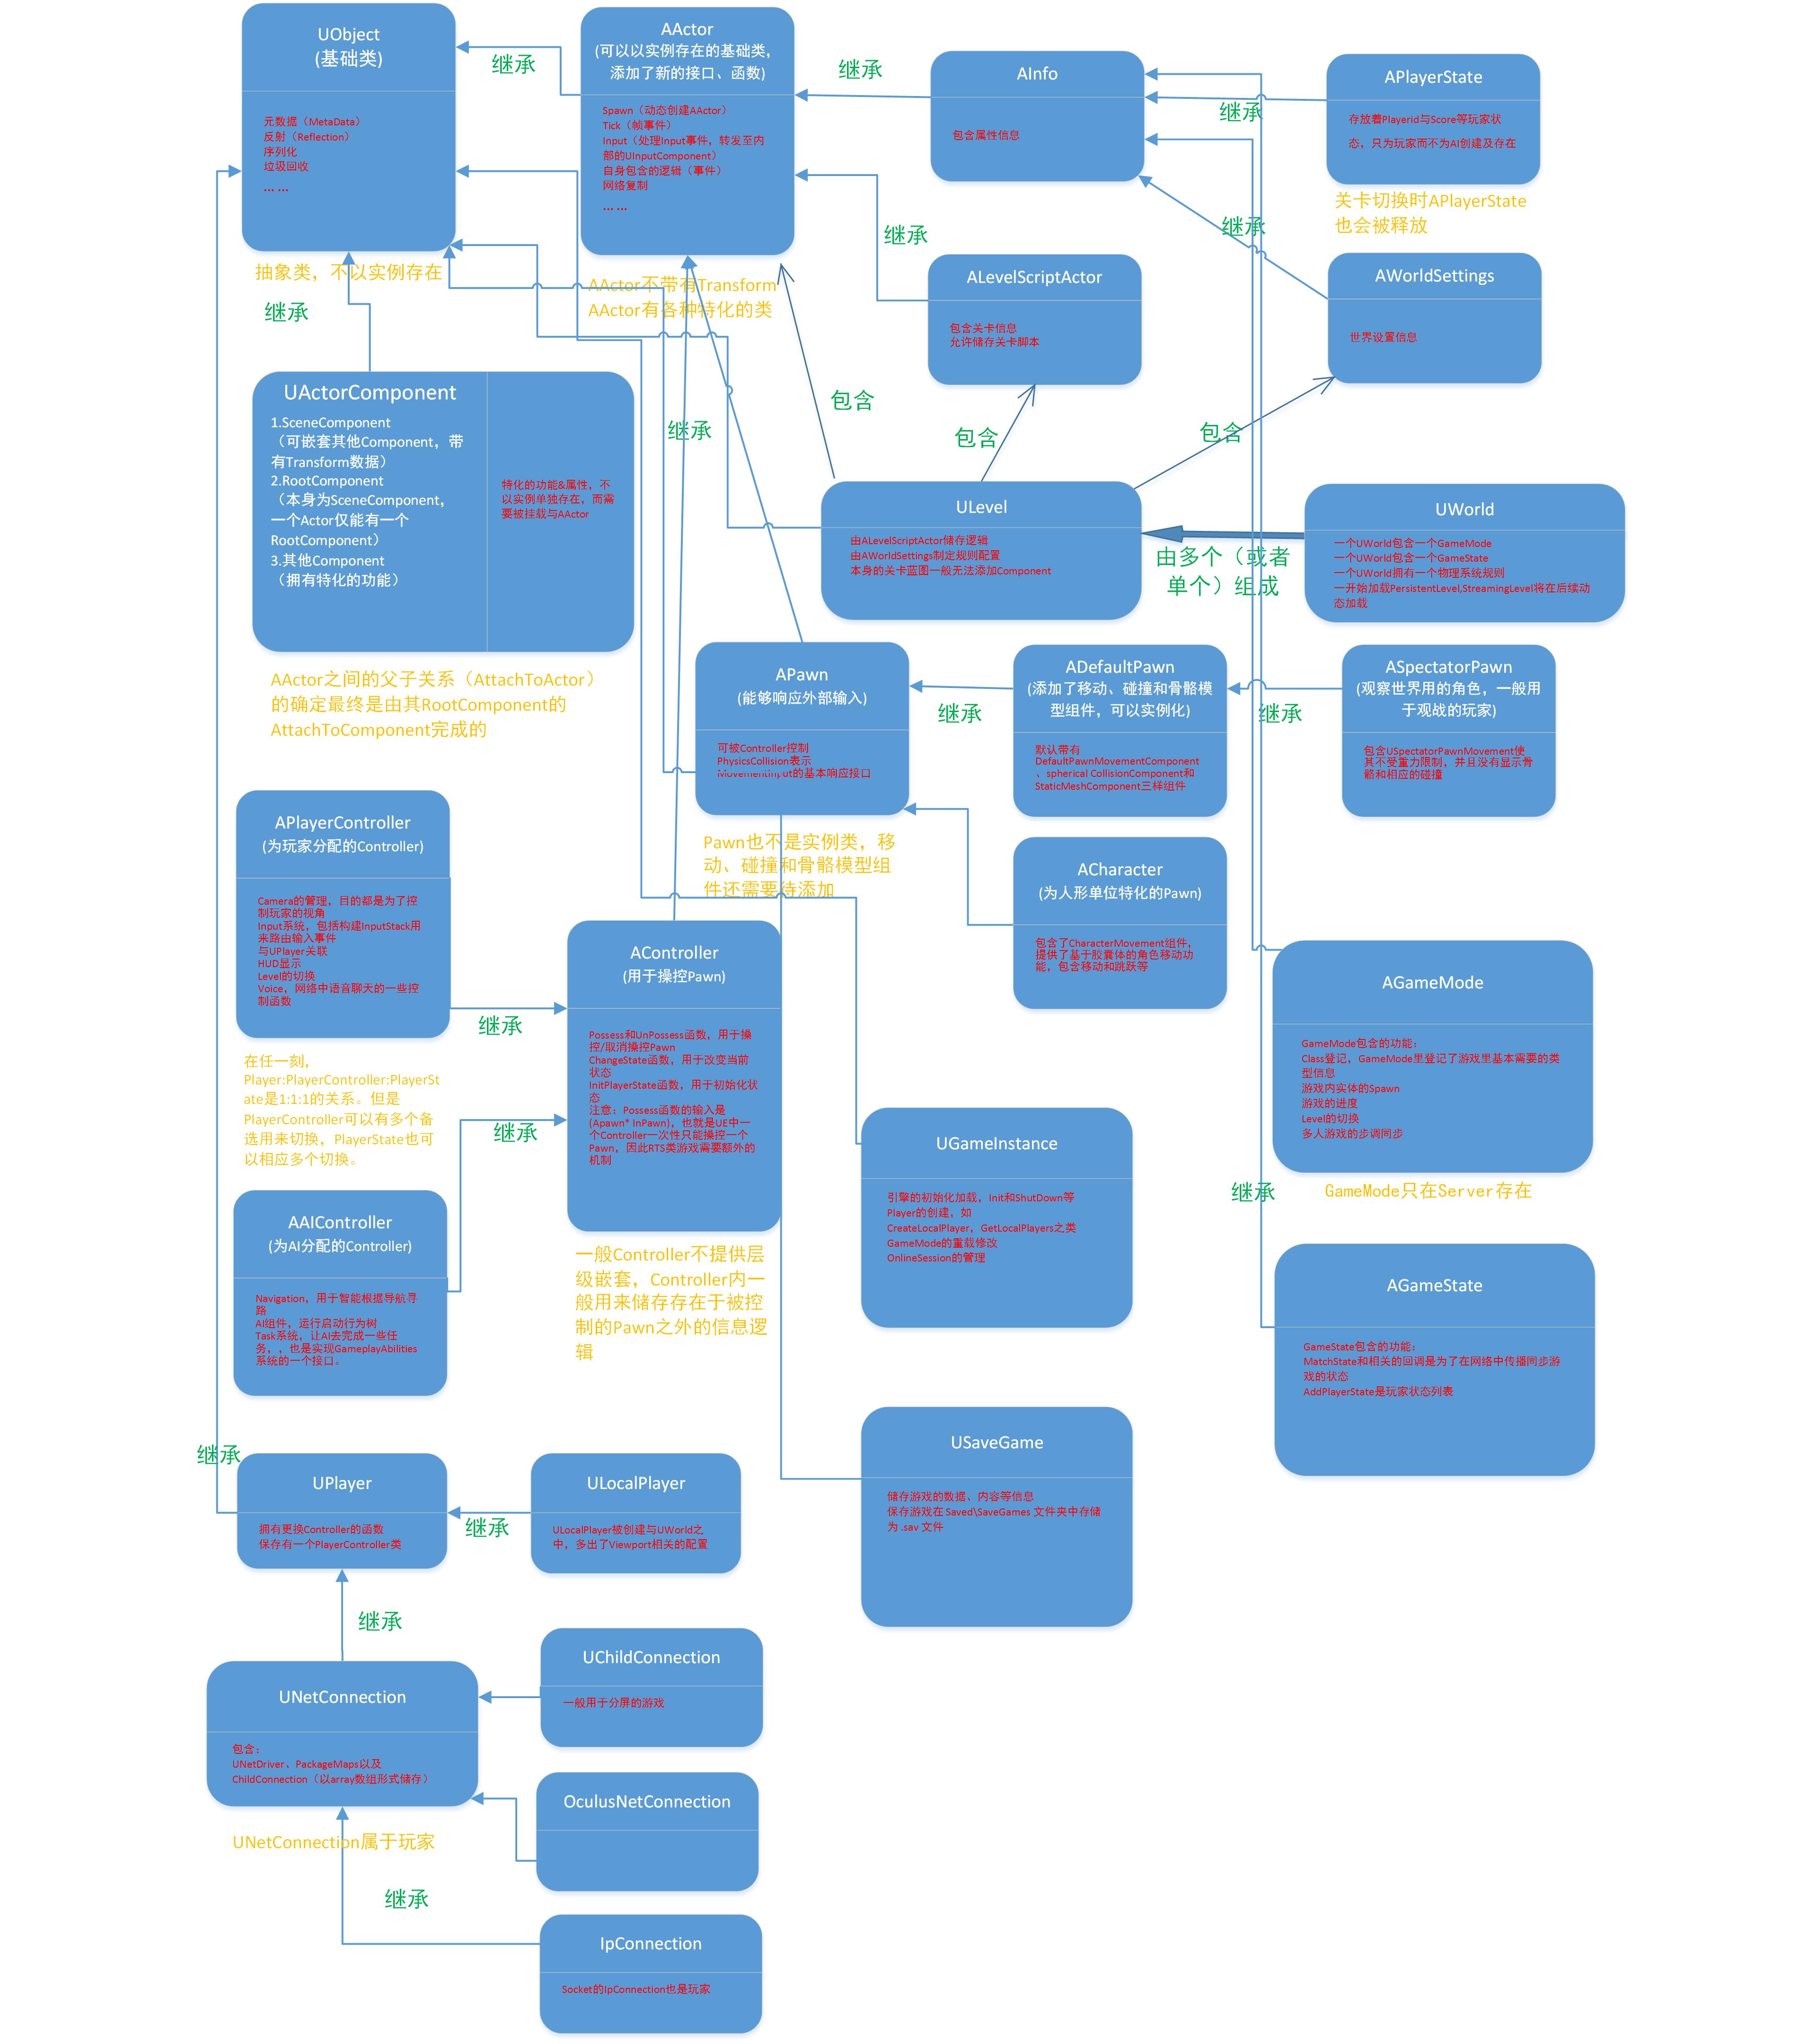 UObject
(基础类)
元数据（MetaData）
反射（Reflection）
序列化
垃圾回收
... ...
抽象类，不以实例存在
继承
AActor
(可以以实例存在的基础类，
添加了新的接口、函数)
Spawn（动态创建AActor）
Tick（帧事件）
Input（处理Input事件，转发至内
部的UInputComponent）
自身包含的逻辑（事件）
网络复制
... ...
AActor不带有Transform
AActor有各种特化的类
继承
AInfo
包含属性信息
继承
APlayerState
存放着Playerid与Score等玩家状
态，只为玩家而不为AI创建及存在
关卡切换时APlayerState
也会被释放
继承
继承
ALevelScriptActor
包含关卡信息
允许储存关卡脚本
继承
AWorldSettings
世界设置信息
继承
UActorComponent
1.SceneComponent
（可嵌套其他Component，带
有Transform数据）
2.RootComponent
（本身为SceneComponent，
一个Actor仅能有一个
RootComponent）
3.其他Component
（拥有特化的功能）
特化的功能&属性，不
以实例单独存在，而需
要被挂载与AActor
AActor之间的父子关系（AttachToActor）
的确定最终是由其RootComponent的
AttachToComponent完成的
继承
包含
包含
包含
ULevel
由ALevelScriptActor储存逻辑
由AWorldSettings制定规则配置
本身的关卡蓝图一般无法添加Component
由多个（或者
单个）组成
UWorld
一个UWorld包含一个GameMode
一个UWorld包含一个GameState
一个UWorld拥有一个物理系统规则
一开始加载PersistentLevel,StreamingLevel将在后续动
态加载
APawn
(能够响应外部输入)
可被Controller控制
PhysicsCollision表示
MovementInput的基本响应接口
Pawn也不是实例类，移
动、碰撞和骨骼模型组
件还需要待添加
继承
ADefaultPawn
(添加了移动、碰撞和骨骼模
型组件，可以实例化)
默认带有
DefaultPawnMovementComponent
、spherical CollisionComponent和
StaticMeshComponent三样组件
继承
ASpectatorPawn
(观察世界用的角色，一般用
于观战的玩家)
包含USpectatorPawnMovement使
其不受重力限制，并且没有显示骨
骼和相应的碰撞
ACharacter
(为人形单位特化的Pawn)
包含了CharacterMovement组件，
提供了基于胶囊体的角色移动功
能，包含移动和跳跃等
APlayerController
(为玩家分配的Controller)
Camera的管理，目的都是为了控
制玩家的视角
Input系统，包括构建InputStack用
来路由输入事件
与UPlayer关联
HUD显示
Level的切换
Voice，网络中语音聊天的一些控
制函数
在任一刻，
Player:PlayerController:PlayerSt
ate是1:1:1的关系。但是
PlayerController可以有多个备
选用来切换，PlayerState也可
以相应多个切换。
继承
继承
AController
(用于操控Pawn)
Possess和UnPossess函数，用于操
控/取消操控Pawn
ChangeState函数，用于改变当前
状态
InitPlayerState函数，用于初始化状
态
注意：Possess函数的输入是
(Apawn* InPawn)，也就是UE中一
个Controller一次性只能操控一个
Pawn，因此RTS类游戏需要额外的
机制
一般Controller不提供层
级嵌套，Controller内一
般用来储存存在于被控
制的Pawn之外的信息逻
辑
AAIController
(为AI分配的Controller)
Navigation，用于智能根据导航寻
路
AI组件，运行启动行为树
Task系统，让AI去完成一些任
务，，也是实现GameplayAbilities
系统的一个接口。
UGameInstance
引擎的初始化加载，Init和ShutDown等
Player的创建，如
CreateLocalPlayer，GetLocalPlayers之类
GameMode的重载修改
OnlineSession的管理
AGameMode
GameMode包含的功能：
Class登记，GameMode里登记了游戏里基本需要的类
型信息
游戏内实体的Spawn
游戏的进度
Level的切换
多人游戏的步调同步
GameMode只在Server存在
继承
AGameState
GameState包含的功能：
MatchState和相关的回调是为了在网络中传播同步游
戏的状态
AddPlayerState是玩家状态列表
USaveGame
储存游戏的数据、内容等信息
保存游戏在 Saved\SaveGames 文件夹中存储
为 .sav 文件
继承
UPlayer
拥有更换Controller的函数
保存有一个PlayerController类
继承
ULocalPlayer
ULocalPlayer被创建与UWorld之
中，多出了Viewport相关的配置
继承
UNetConnection
包含：
UNetDriver、PackageMaps以及
ChildConnection（以array数组形式储存）
UNetConnection属于玩家
UChildConnection
一般用于分屏的游戏
OculusNetConnection
继承
IpConnection
Socket的IpConnection也是玩家